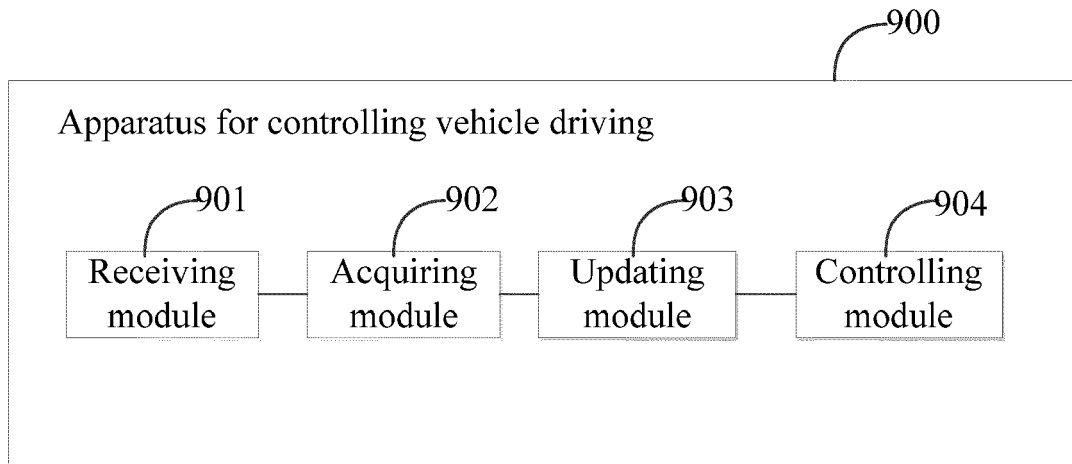 900
Apparatus for controlling vehicle driving
901
902
903
904
Receiving
module
Acquiring
module
Updating
module
Controlling
module